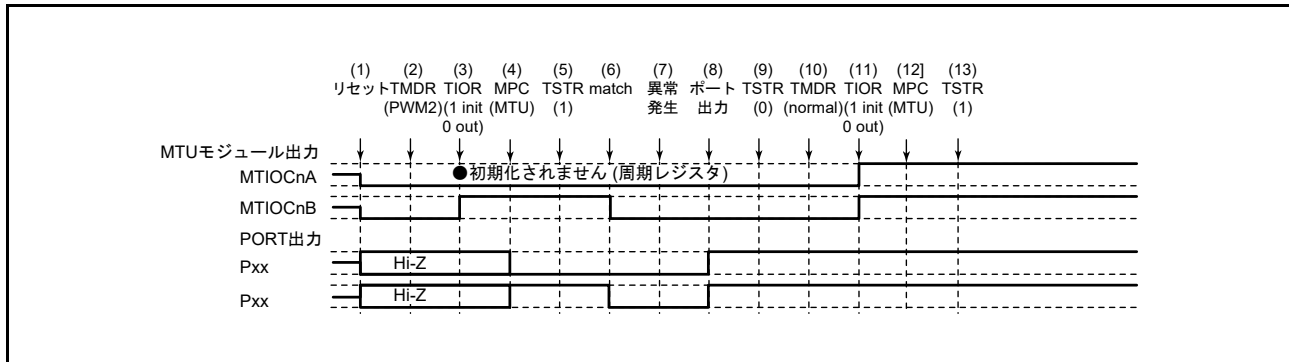 (1) (2) (3) (4) (5) (6) (7) (8) (9) (10) (11) (12] (13)
リセット TMDR TIOR MPC TSTR match 異常 ポート TSTR TMDR TIOR MPC TSTR
(PWM2) (1 init (MTU) (1) 発生 出力 (0) (normal) (1 init (MTU) (1)
0 out) 0 out)
MTUモジュール出力
MTIOCnA ●初期化されません (周期レジスタ)
MTIOCnB
PORT出力
Pxx Hi-Z
Pxx Hi-Z